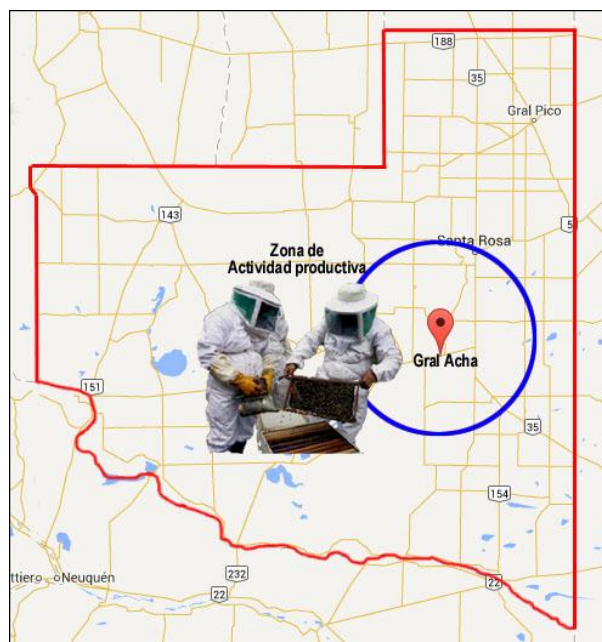 188
35
Gral Pico
5
143
Santa Rosa
Zona de
Actividad productiva
Gral Acha
151
35
154
ttier
Neuquén
232
22
22